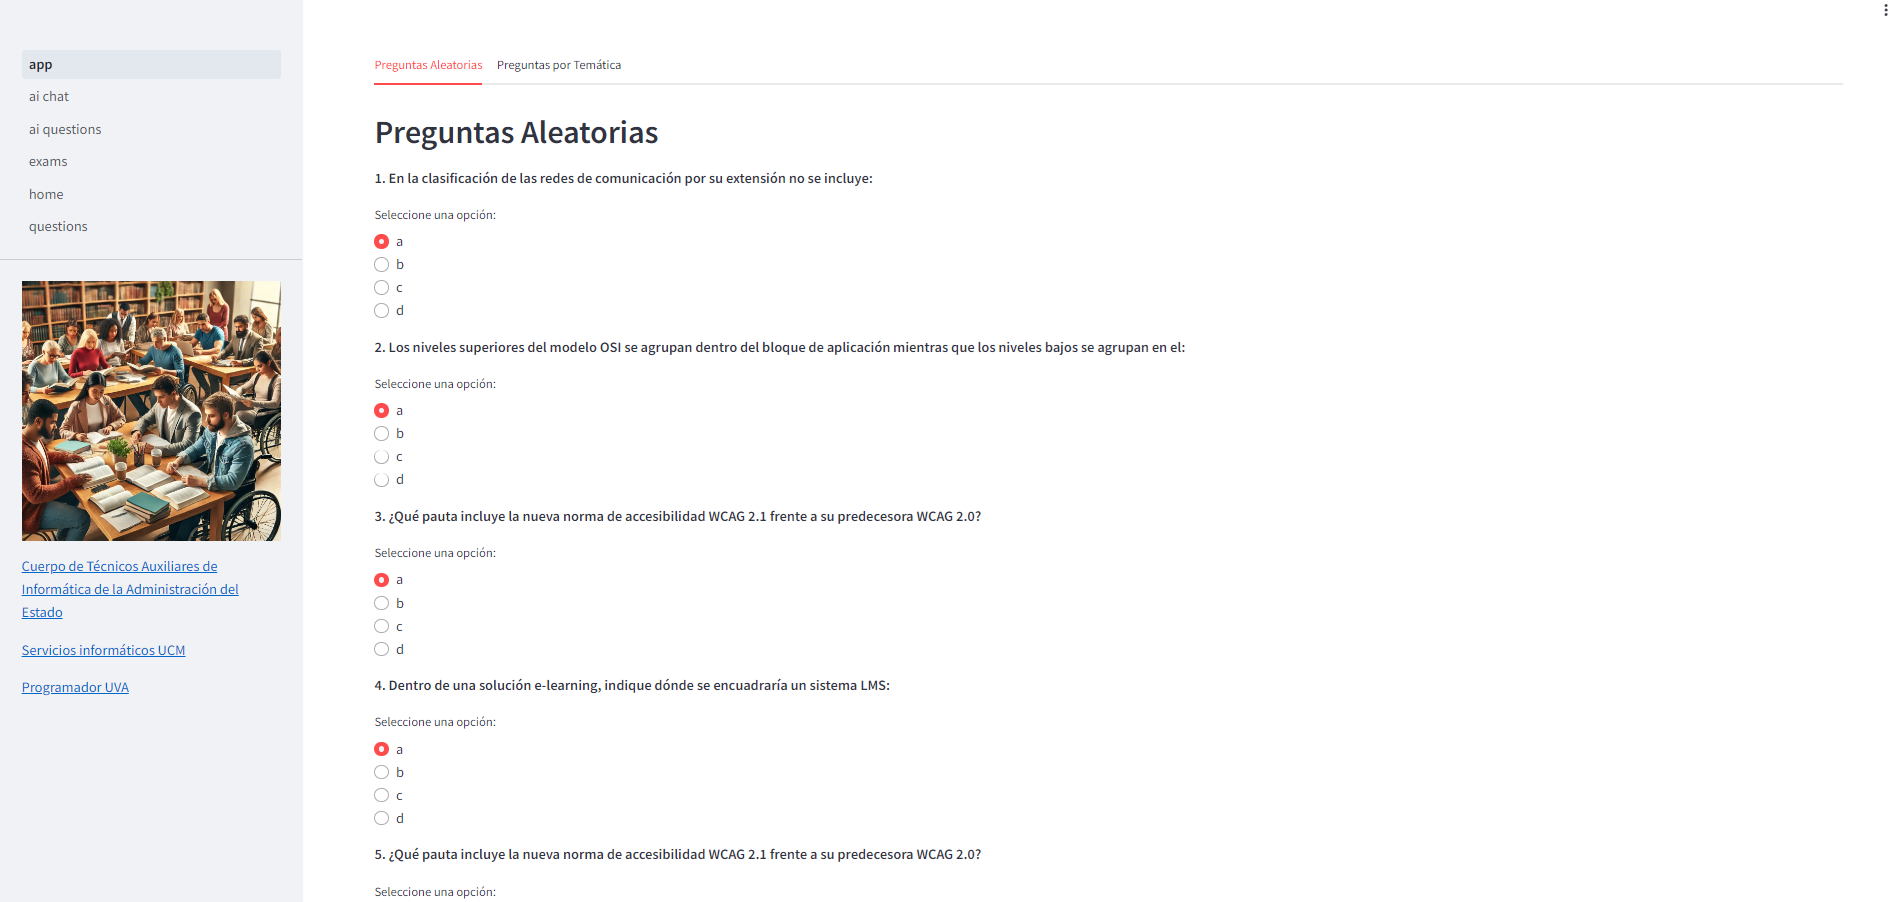 app
ai chat
ai questions
exams
home
questions
Cuerpo de Técnicos Auxiliares de
Informática de la Administración del
Estado
Servicios informáticos UCM
Programador UVA
Preguntas Aleatorias
Preguntas por Temática
Preguntas Aleatorias
1. En la clasificación de las redes de comunicación por su extensión no se incluye:
Seleccione una opción:
a
b
c
d
2. Los niveles superiores del modelo OSI se agrupan dentro del bloque de aplicación mientras que los niveles bajos se agrupan en el:
Seleccione una opción:
a
b
c
d
3. ¿Qué pauta incluye la nueva norma de accesibilidad WCAG 2.1 frente a su predecesora WCAG 2.0?
Seleccione una opción:
a
b
c
d
4. Dentro de una solución e-learning, indique dónde se encuadraría un sistema LMS:
Seleccione una opción:
a
b
c
d
5. ¿Qué pauta incluye la nueva norma de accesibilidad WCAG 2.1 frente a su predecesora WCAG 2.0?
Seleccione una opción: